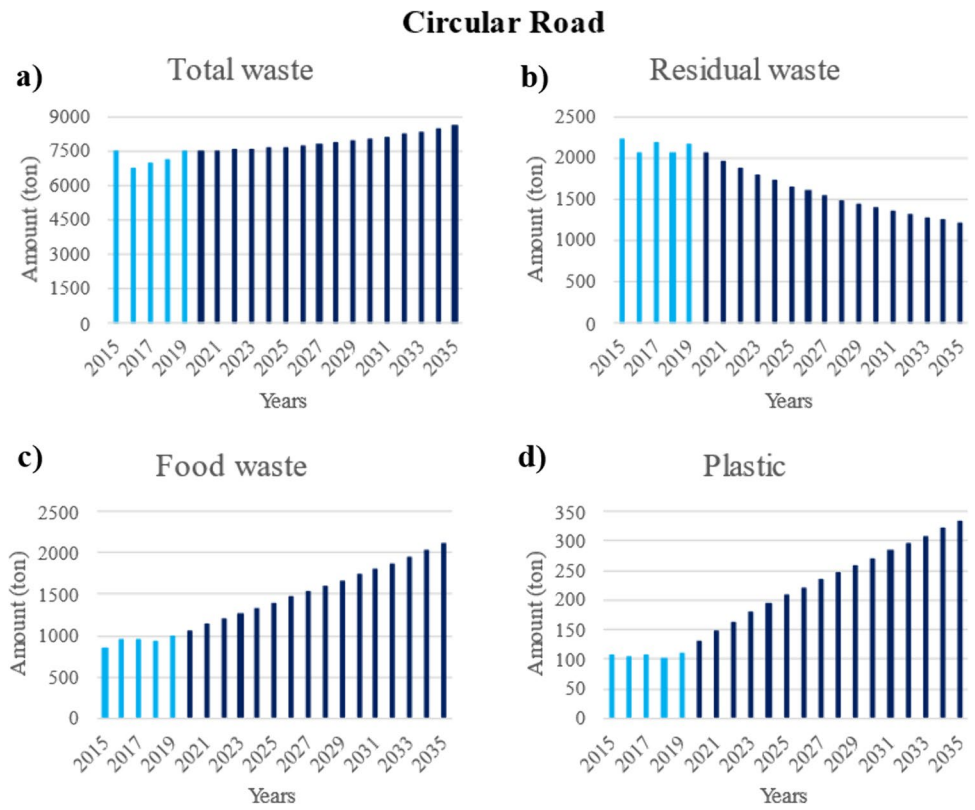 Circular Road
a)
Total waste
Amount (ton)
9000
7500
6000
4500
3000
1500
0
2015 2017 2019 2021 2023 2025 2027 2029 2031 2033 2035
Years
b)
Residual waste
Amount (ton)
2500
2000
1500
1000
500
0
2015 2017 2019 2021 2023 2025 2027 2029 2031 2033 2035
Years
c)
Food waste
Amount (ton)
2500
2000
1500
1000
500
0
2015 2017 2019 2021 2023 2025 2027 2029 2031 2033 2035
Years
d)
Plastic
Amount (ton)
350
300
250
200
150
100
50
0
2015 2017 2019 2021 2023 2025 2027 2029 2031 2033 2035
Years